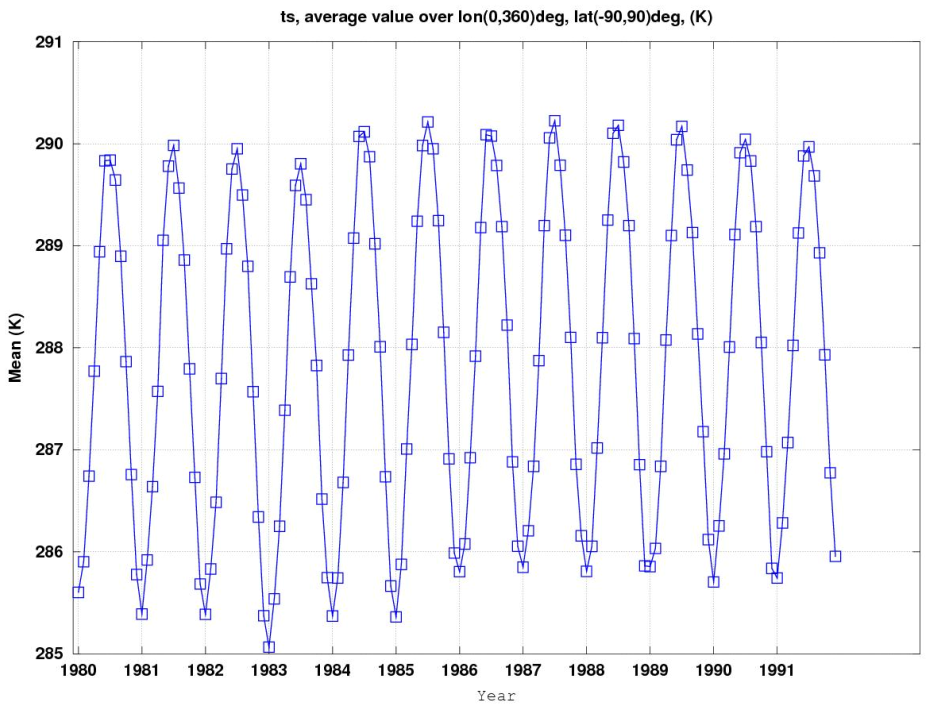 ts, average value over lon(0,360)deg, lat(-90,90)deg, (K)
291
290
289
288
287
286
285
Mean (K)
1980 1981 1982 1983 1984 1985 1986 1987 1988 1989 1990 1991
Year